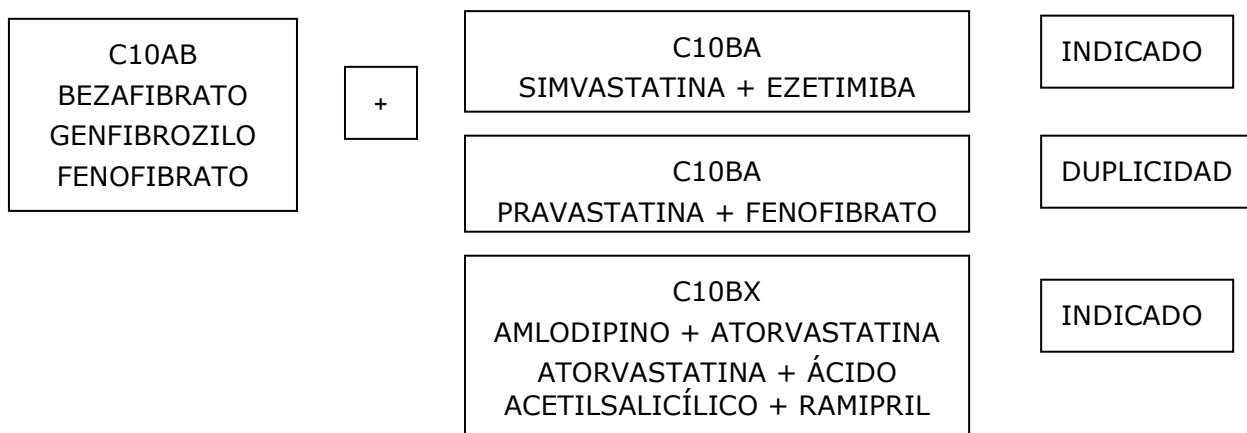 C10AB
BEZAFIBRATO
GENFIBROZILO
FENOFIBRATO
+
C10BA
SIMVASTATINA + EZETIMIBA
INDICADO
C10BA
PRAVASTATINA + FENOFIBRATO
DUPLICIDAD
C10BX
AMLODIPINO + ATORVASTATINA
ATORVASTATINA + ÁCIDO
ACETILSALICÍLICO + RAMIPRIL
INDICADO